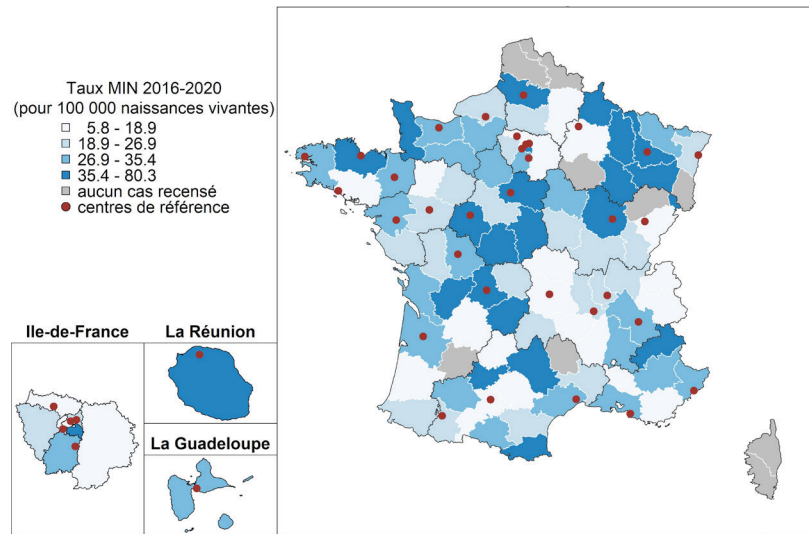 Taux MIN 2016-2020
(pour 100 000 naissances vivantes)
5.8 - 18.9
18.9 - 26.9
26.9 - 35.4
35.4 - 80.3
aucun cas recensé
centres de référence
Ile-de-France
La Réunion
La Guadeloupe